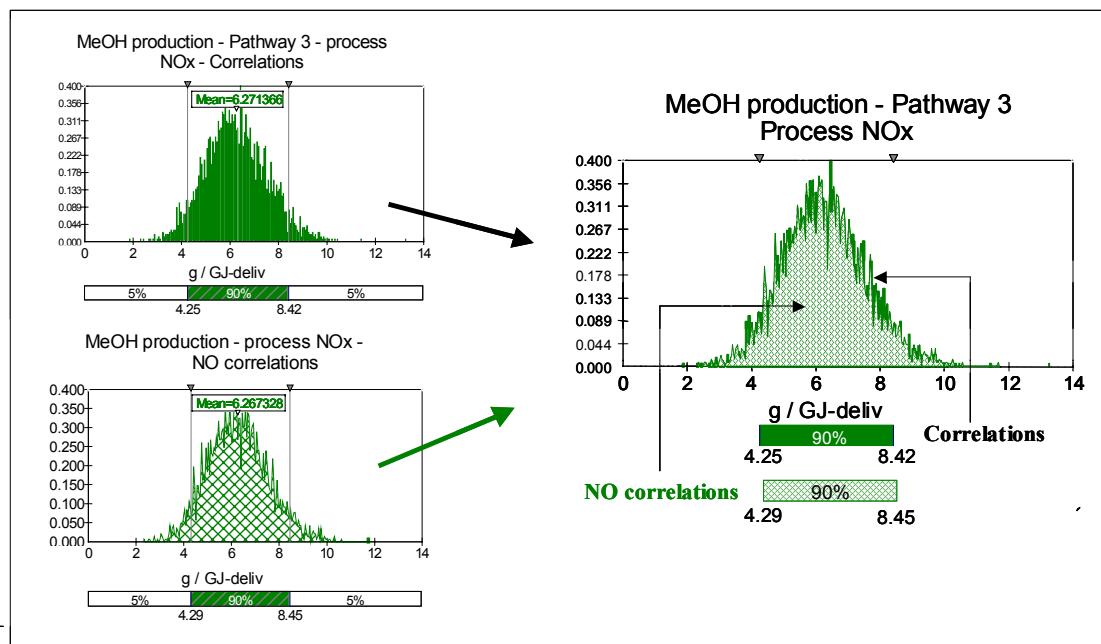 MeOH production - Pathway 3 - process
NOx - Correlations
Mean=6.271366
0.400
0.356
0.311
0.267
0.222
0.178
0.133
0.089
0.044
0.000
0 2 4 6 8 10 12 14
g / GJ-deliv
5% 90% 5%
4.25 8.42
MeOH production - process NOx -
NO correlations
Mean=6.267328
0.400
0.350
0.300
0.250
0.200
0.150
0.100
0.050
0.000
0 2 4 6 8 10 12 14
g / GJ-deliv
5% 90% 5%
4.29 8.45
MeOH production - Pathway 3
Process NOx
0.400
0.356
0.311
0.267
0.222
0.178
0.133
0.089
0.044
0.000
0 2 4 6 8 10 12 14
g / GJ-deliv
90%
Correlations
4.25 8.42
NO correlations
90%
4.29 8.45